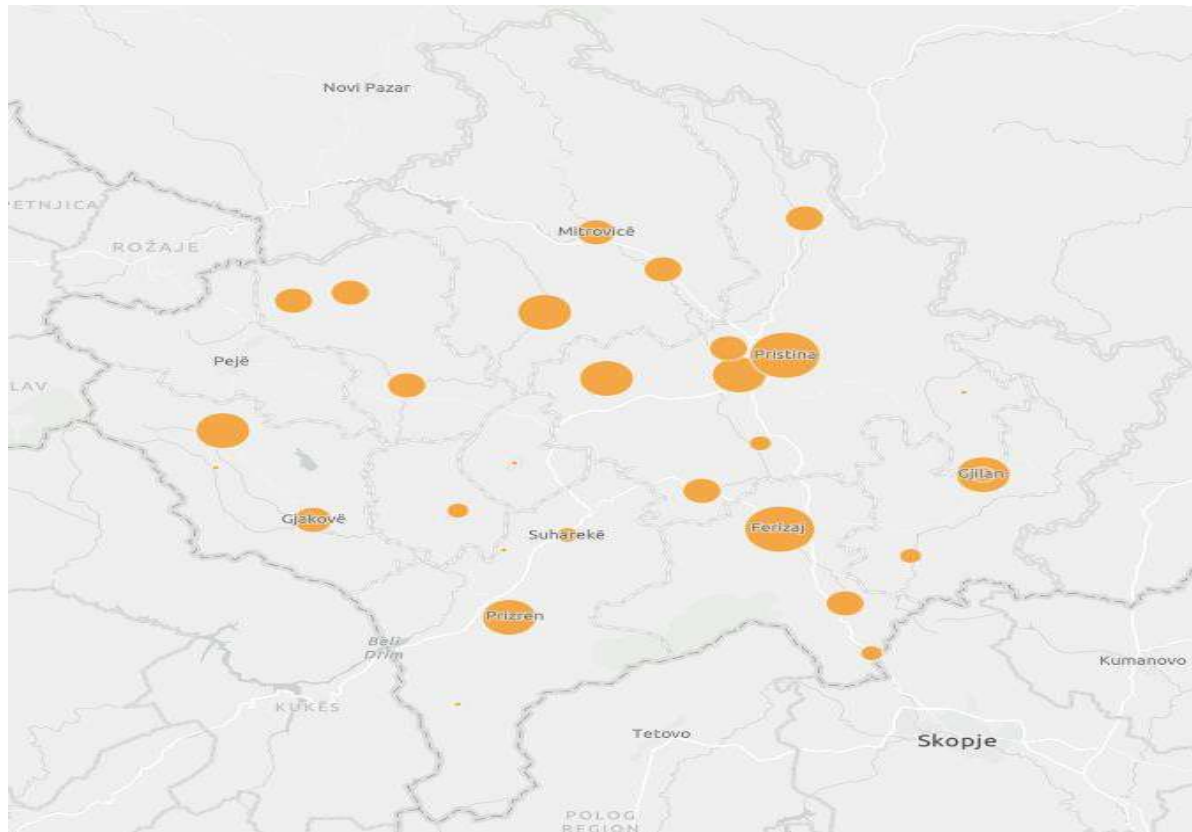 Novi Pazar
ETNJICA
ROŽAJE
Mitrovicë
Pejë
Pristina
LAV
Gjilan
Gjakovë
Suharekë
Ferizaj
Prizren
Beli
Drim
KUKËS
Kumanovo
Tetovo
Skopje
POLOG
REGION